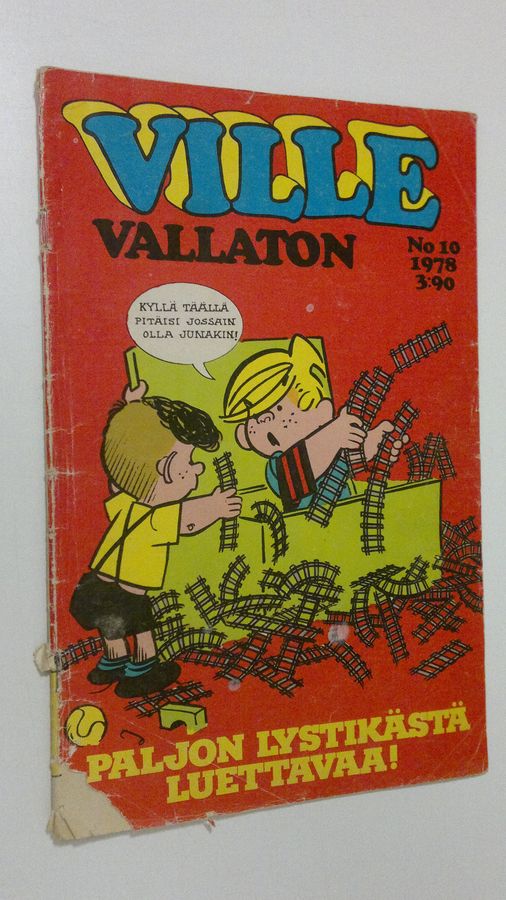 VILLE
VALLATON
No 10
1978
3:90
KYLLÄ TÄÄLLÄ
PITÄISI JOSSAIN
OLLA JUNAKIN!
PALJON LYSTIKÄSTÄ
LUETTAVAA!